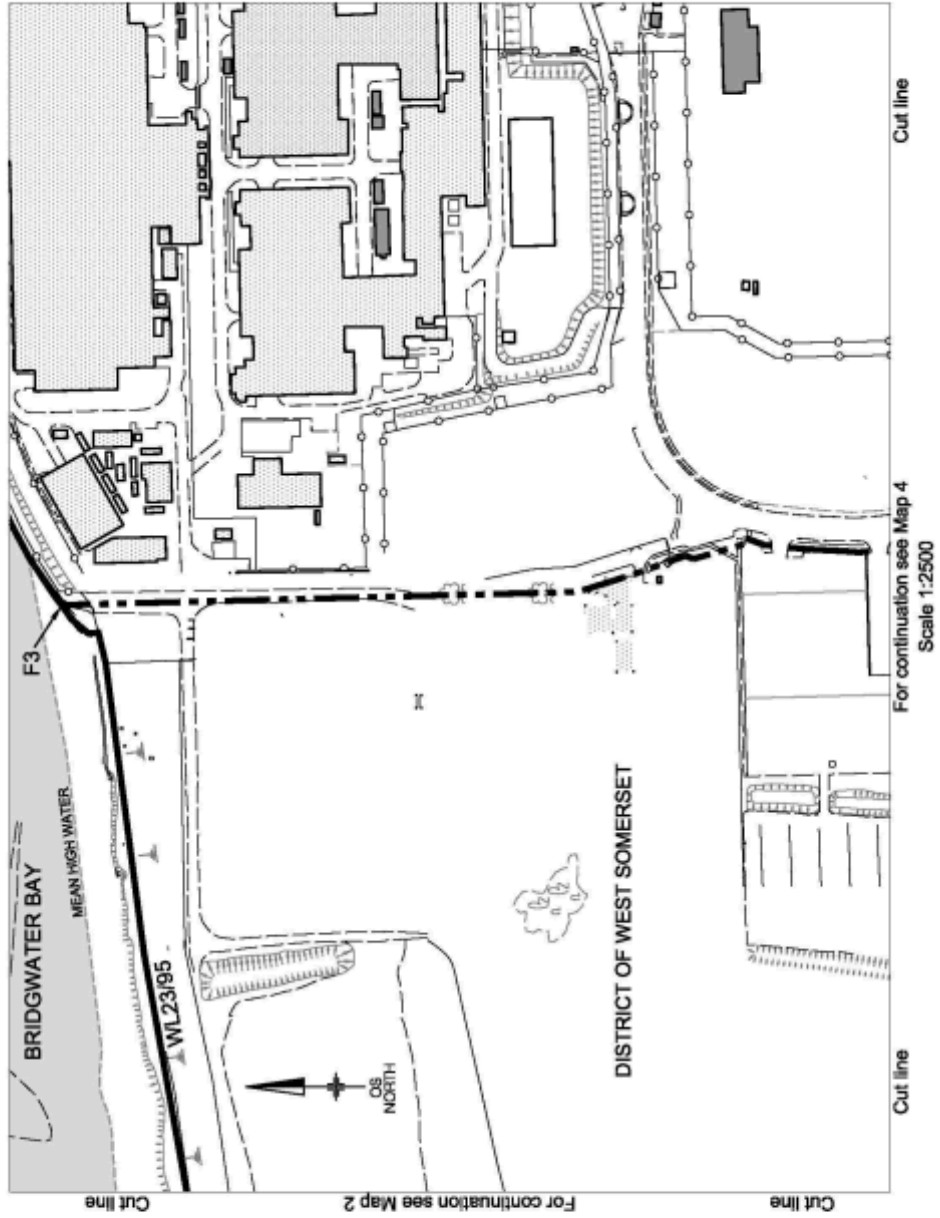 BRIDGWATER BAY
MEAN HIGH WATER
F3
WL23/95
OS
NORTH
DISTRICT OF WEST SOMERSET
Cut line
For continuation see Map 2
Cut line
Cut line
For continuation see Map 4
Cut line
Scale 1:2500